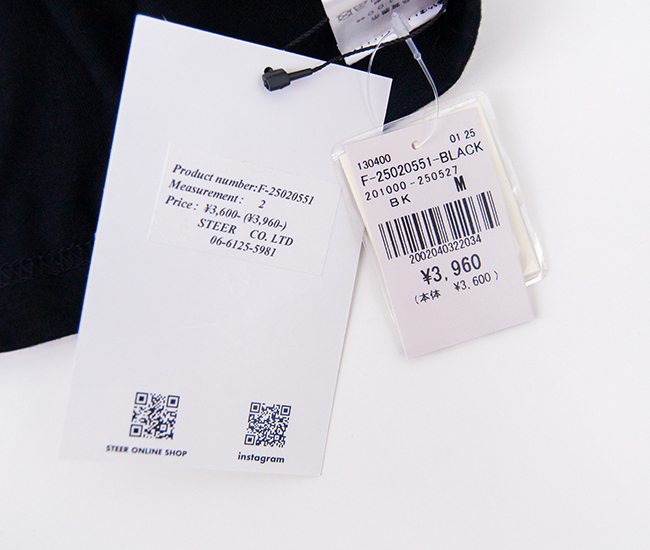 Product number:F-25020551
Measurement: 2
Price: ¥3,600- (¥3,960-)
STEER CO. LTD
06-6125-5981
STEER ONLINE SHOP
instagram
130400 01 25
F-25020551-BLACK
201000-250527
BK M
2002040322034
¥3,960
(本体 ¥3,600)